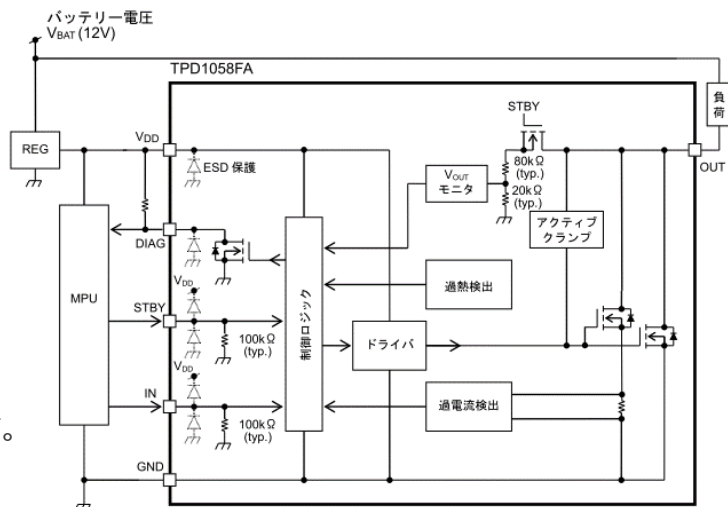 バッテリー電圧
VBAT (12V)
TPD1058FA
負荷
STBY
REG
VDD
ESD 保護
VOUT
モニタ
80kΩ
(typ.)
20kΩ
(typ.)
OUT
アクティブ
クランプ
DIAG
MPU
VDD
過熱検出
STBY
100kΩ
(typ.)
制御ロジック
ドライバ
VDD
IN
100kΩ
(typ.)
過電流検出
。
GND